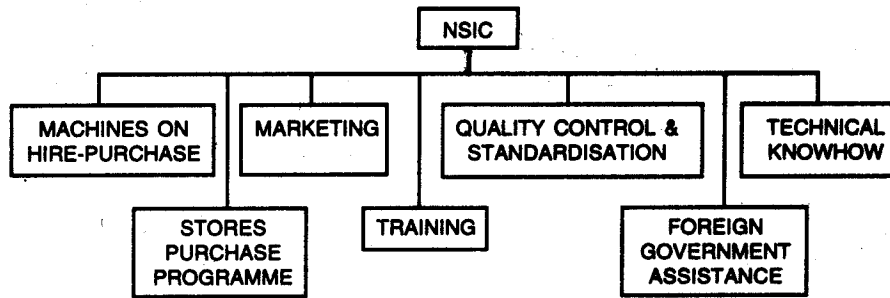 NSIC
MACHINES ON
HIRE-PURCHASE
MARKETING
QUALITY CONTROL &
STANDARDISATION
TECHNICAL
KNOWHOW
STORES
PURCHASE
PROGRAMME
TRAINING
FOREIGN
GOVERNMENT
ASSISTANCE